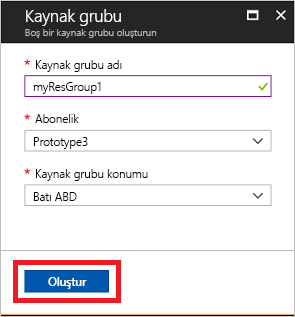 Kaynak grubu
Boş bir kaynak grubu oluşturun
* Kaynak grubu adı
myResGroup1
* Abonelik
Prototype3
* Kaynak grubu konumu
Batı ABD
Oluştur